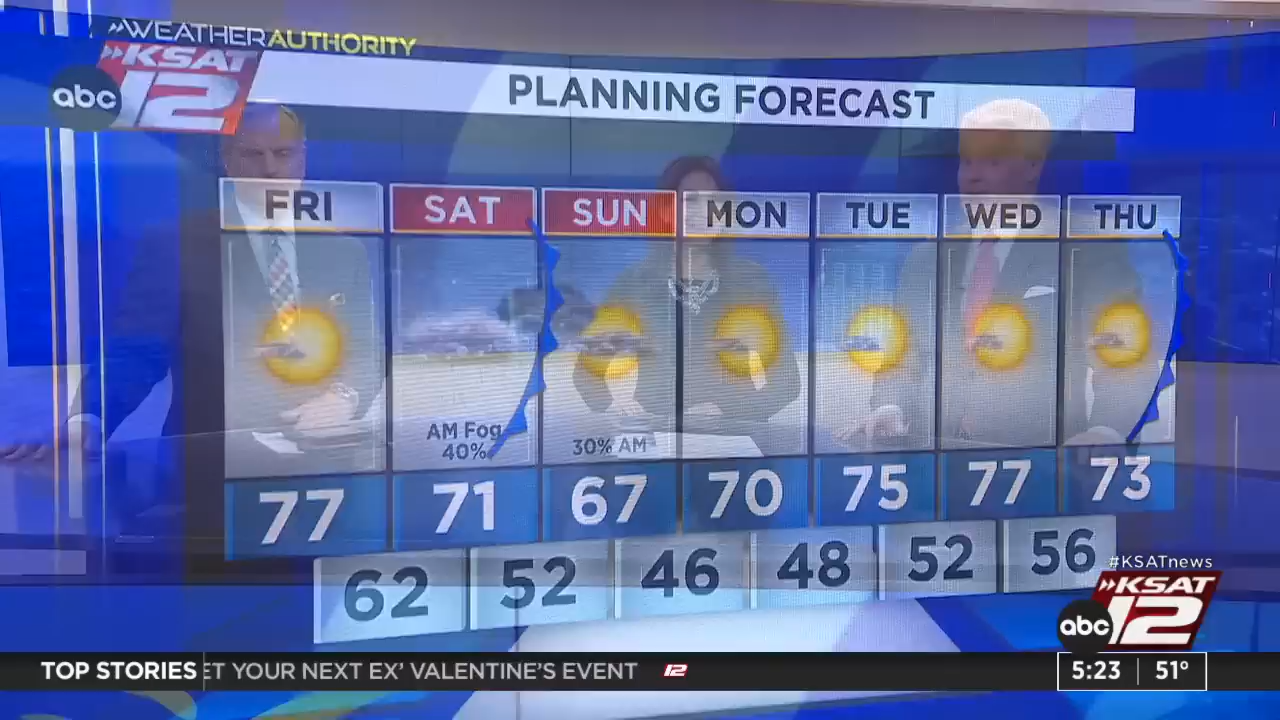 »WEATHERAUTHORITY
»KSAT
abc 12
PLANNING FORECAST
FRI SAT SUN MON TUE WED THU
AM Fog
40%
30% AM
77 71 67 70 75 77 73
62 52 46 48 52 56
#KSATnews
»KSAT
abc 12
TOP STORIES ET YOUR NEXT EX' VALENTINE'S EVENT 12
5:23 51°